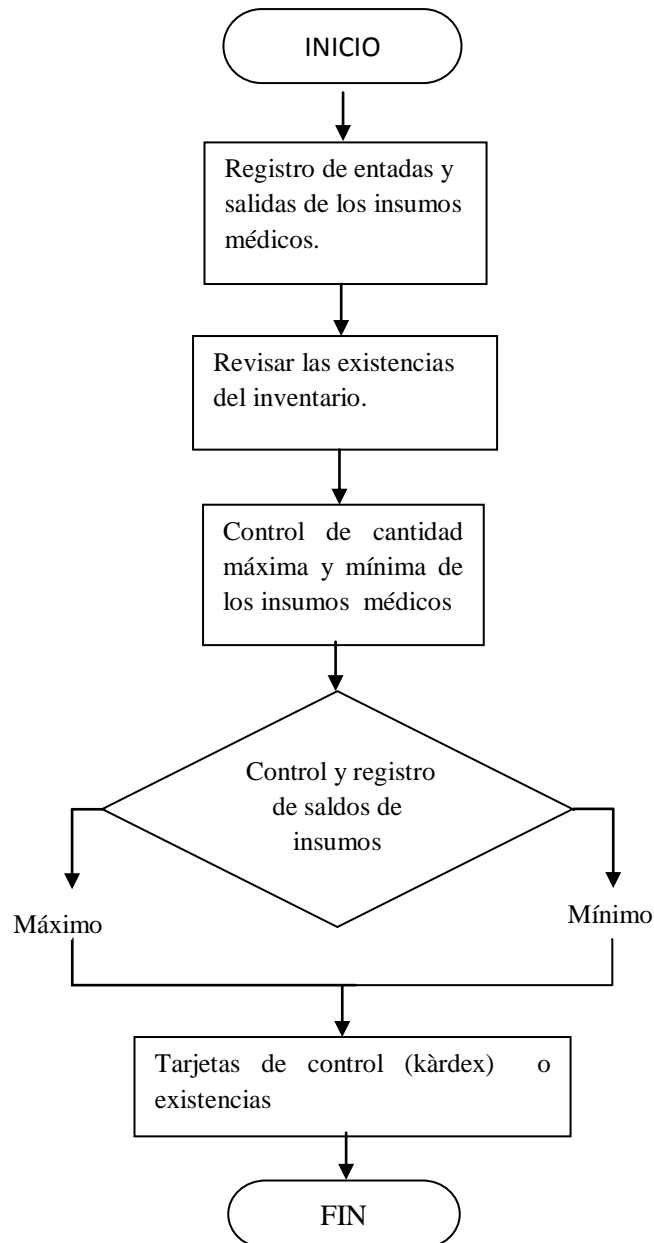 INICIO
Registro de entadas y
salidas de los insumos
médicos.
Revisar las existencias
del inventario.
Control de cantidad
máxima y mínima de
los insumos médicos
Control y registro
de saldos de
insumos
Máximo
Mínimo
Tarjetas de control (kàrdex) o
existencias
FIN